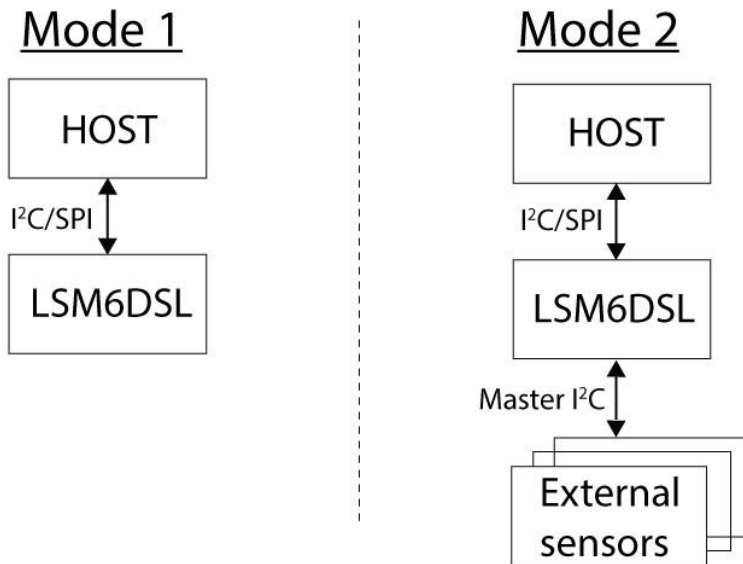 Mode 1
HOST
I²C/SPI
LSM6DSL
Mode 2
HOST
I²C/SPI
LSM6DSL
Master I²C
External
sensors